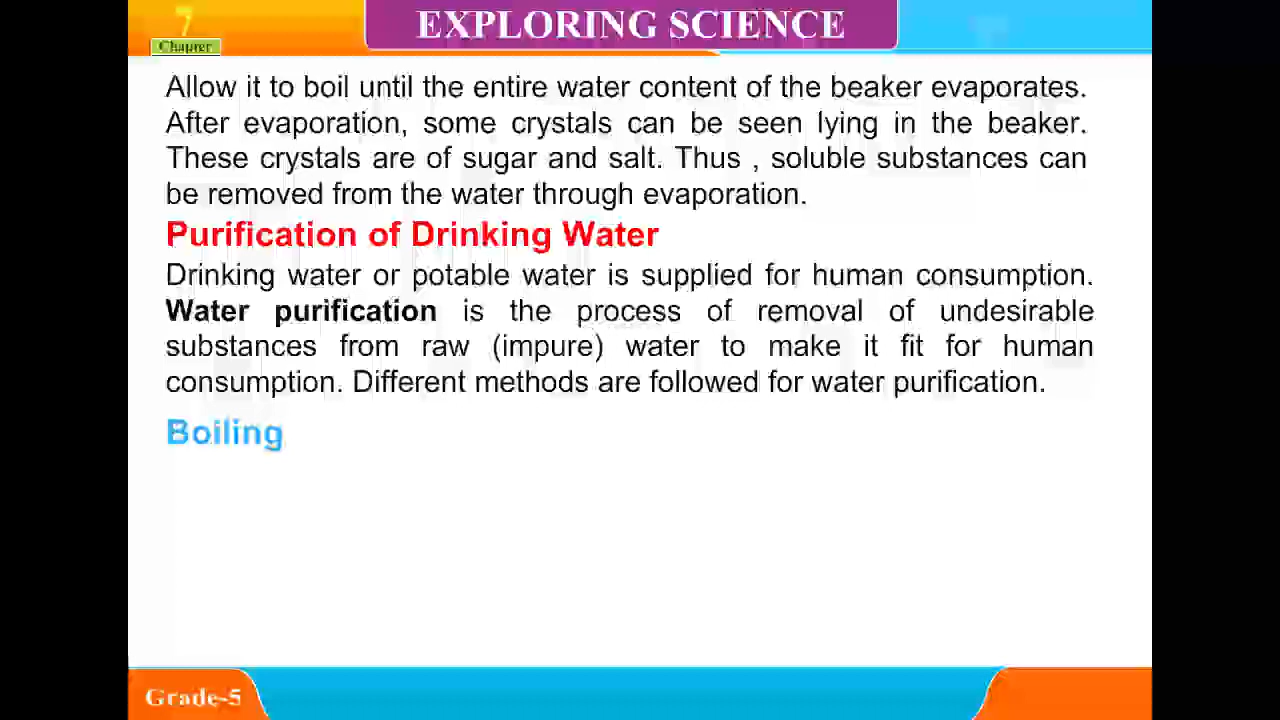 7
Chapter
EXPLORING SCIENCE
Allow it to boil until the entire water content of the beaker evaporates.
After evaporation, some crystals can be seen lying in the beaker.
These crystals are of sugar and salt. Thus , soluble substances can
be removed from the water through evaporation.
Purification of Drinking Water
Drinking water or potable water is supplied for human consumption.
Water purification is the process of removal of undesirable
substances from raw (impure) water to make it fit for human
consumption. Different methods are followed for water purification.
Boiling
Grade-5